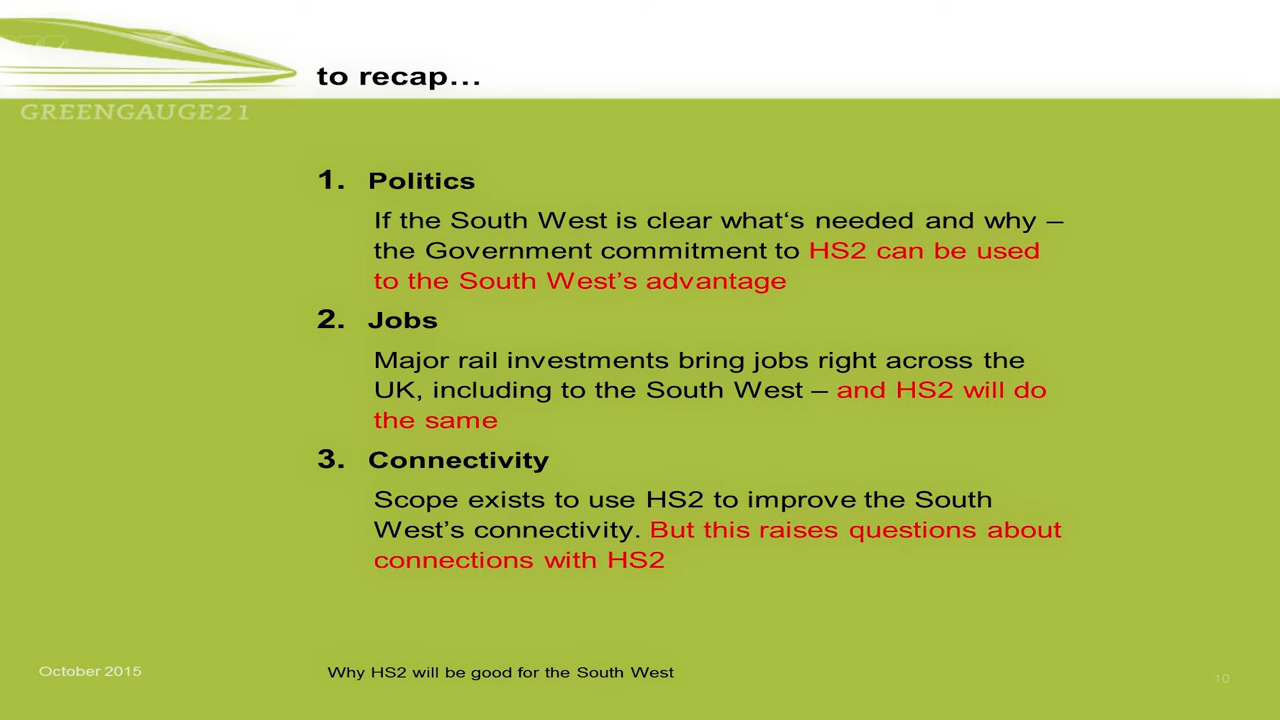 to recap…
GREENGAUGE21
1. Politics
If the South West is clear what‘s needed and why –
the Government commitment to HS2 can be used
to the South West’s advantage
2. Jobs
Major rail investments bring jobs right across the
UK, including to the South West – and HS2 will do
the same
3. Connectivity
Scope exists to use HS2 to improve the South
West’s connectivity. But this raises questions about
connections with HS2
October 2015
Why HS2 will be good for the South West
10